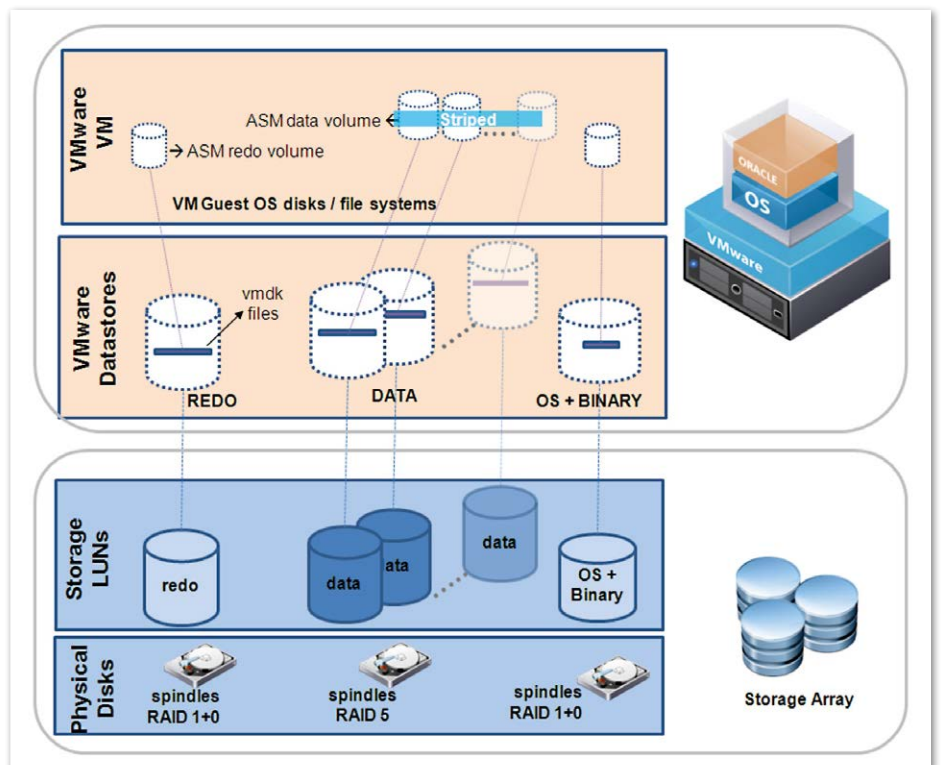 VMware
VM
ASM data volume
Striped
ASM redo volume
VM Guest OS disks / file systems
ORACLE
OS
VMware
VMware
Datastores
vmdk
files
REDO
DATA
OS + BINARY
Storage
LUNs
redo
data
ata
data
OS +
Binary
Physical
Disks
spindles
RAID 1+0
spindles
RAID 5
spindles
RAID 1+0
Storage Array